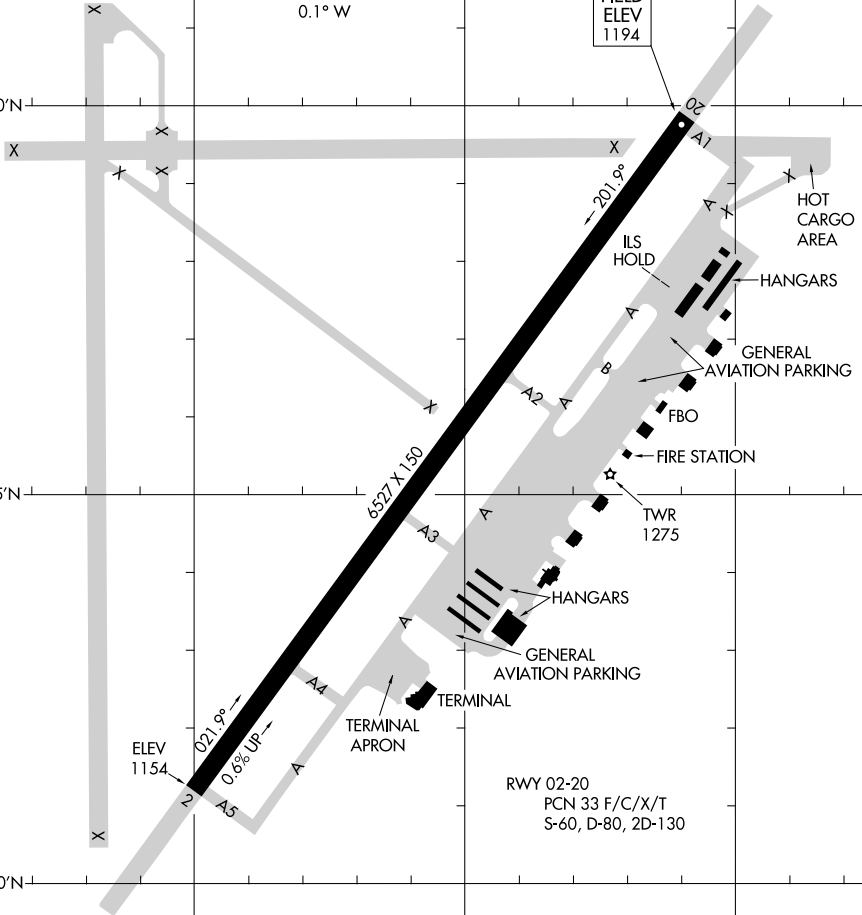 X
0.1° W
ELEV
1194
0'N
20
X
X
X
A1
X
X
X
X
201.9°
A
X
HOT
CARGO
AREA
ILS
HOLD
HANGARS
A
GENERAL
AVIATION PARKING
B
A2
A
X
FBO
6527 X 150
FIRE STATION
5'N
A
TWR
1275
A3
HANGARS
A
GENERAL
AVIATION PARKING
A4
TERMINAL
021.9°
TERMINAL
APRON
0.6% UP
ELEV
1154
A
RWY 02-20
PCN 33 F/C/X/T
S-60, D-80, 2D-130
2
A5
X
0'N